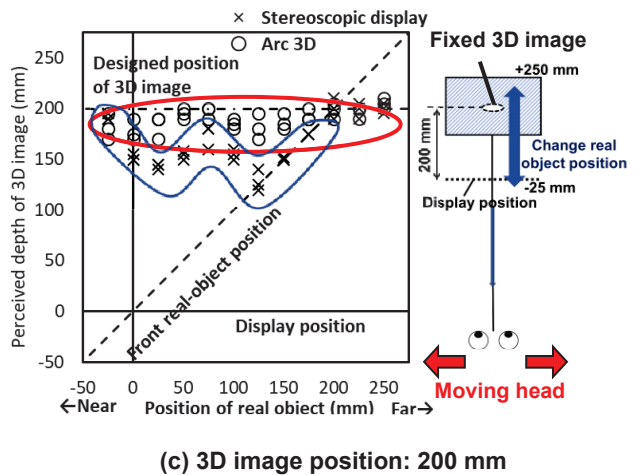 × Stereoscopic display
○ Arc 3D
Designed position
of 3D image
Perceived depth of 3D image (mm)
250
200
150
100
50
0
-50
Front real-object position
Display position
-50 0 50 100 150 200 250
←Near Position of real object (mm) Far→
Fixed 3D image
+250 mm
200 mm
Change real
object position
-25 mm
Display position
Moving head
(c) 3D image position: 200 mm